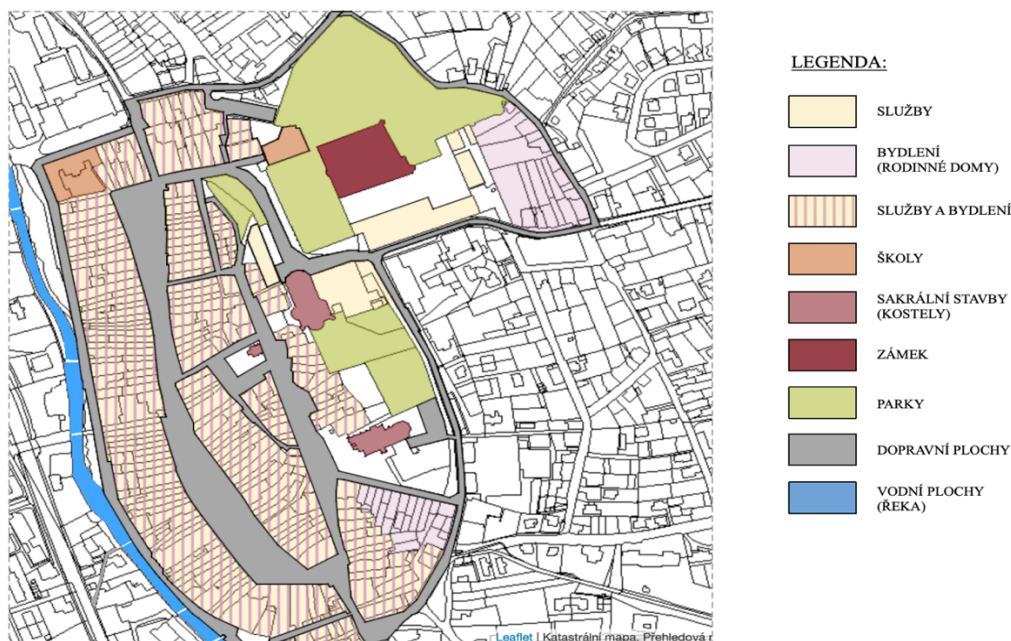 LEGENDA:
SLUŽBY
BYDLENÍ
(RODINNÉ DOMY)
SLUŽBY A BYDLENÍ
ŠKOLY
SAKRÁLNÍ STAVBY
(KOSTELY)
ZÁMEK
PARKY
DOPRAVNÍ PLOCHY
VODNÍ PLOCHY
(ŘEKA)
Leaflet | Katastrální mapa, Přehledová